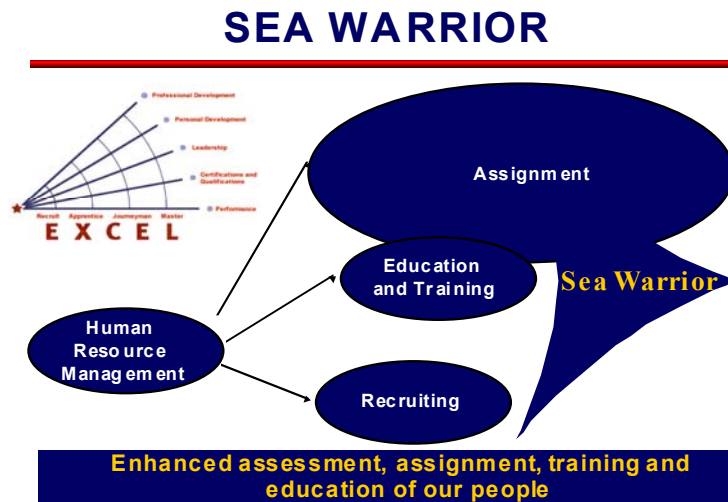 SEA WARRIOR
Professional Development
Personal Development
Leadership
Certifications and
Qualifications
Performance
Recruit Apprentice Journeyman Master
E X C E L
Assignment
Education
and Training
Sea Warrior
Human
Resource
Management
Recruiting
Enhanced assessment, assignment, training and
education of our people